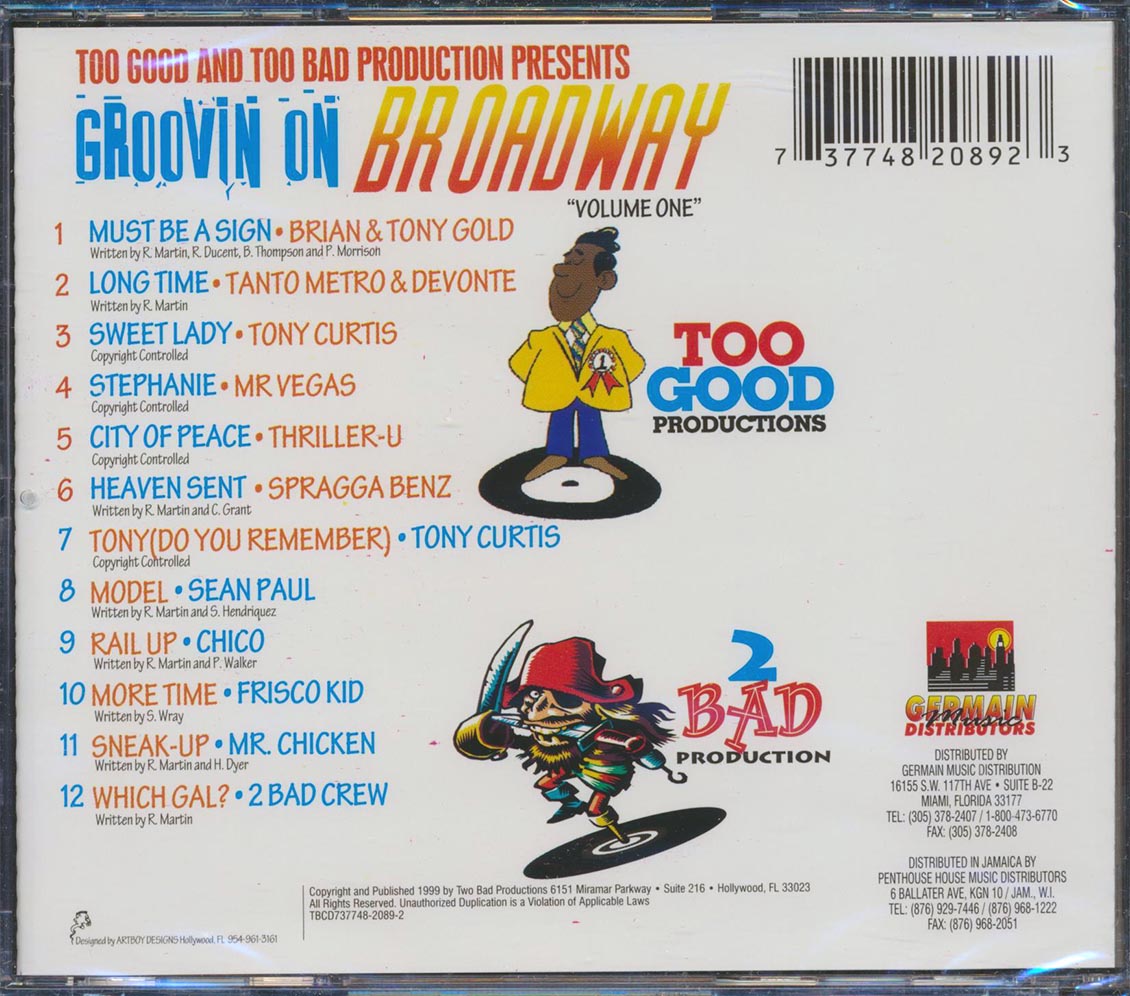 TOO GOOD AND TOO BAD PRODUCTION PRESENTS
GROOVIN ON BROADWAY
"VOLUME ONE"
7 37748 20892 3
1 MUST BE A SIGN • BRIAN & TONY GOLD
Written by R. Martin, R. Ducent, B. Thompson and P. Morrison
2 LONG TIME • TANTO METRO & DEVONTE
Written by R. Martin
3 SWEET LADY • TONY CURTIS
Copyright Controlled
4 STEPHANIE • MR VEGAS
Copyright Controlled
5 CITY OF PEACE • THRILLER-U
Copyright Controlled
6 HEAVEN SENT • SPRAGGA BENZ
Written by R. Martin and C. Grant
7 TONY(DO YOU REMEMBER) • TONY CURTIS
Copyright Controlled
8 MODEL • SEAN PAUL
Written by R. Martin and S. Hendriquez
9 RAIL UP • CHICO
Written by R. Martin and P. Walker
10 MORE TIME • FRISCO KID
Written by S. Wray
11 SNEAK-UP • MR. CHICKEN
Written by R. Martin and H. Dyer
12 WHICH GAL? • 2 BAD CREW
Written by R. Martin
1
TOO
GOOD
PRODUCTIONS
2
BAD
PRODUCTION
GERMAIN
Music
DISTRIBUTORS
DISTRIBUTED BY
GERMAIN MUSIC DISTRIBUTION
16155 S.W. 117TH AVE • SUITE B-22
MIAMI, FLORIDA 33177
TEL: (305) 378-2407 / 1-800-473-6770
FAX: (305) 378-2408
DISTRIBUTED IN JAMAICA BY
PENTHOUSE HOUSE MUSIC DISTRIBUTORS
6 BALLATER AVE, KGN 10 / JAM., W.I.
TEL: (876) 929-7446 / (876) 968-1222
FAX: (876) 968-2051
Copyright and Published 1999 by Two Bad Productions 6151 Miramar Parkway • Suite 216 • Hollywood, FL 33023
All Rights Reserved. Unauthorized Duplication is a Violation of Applicable Laws
TBCD737748-2089-2
Designed by ARTBOY DESIGNS Hollywood, FL 954-961-3161